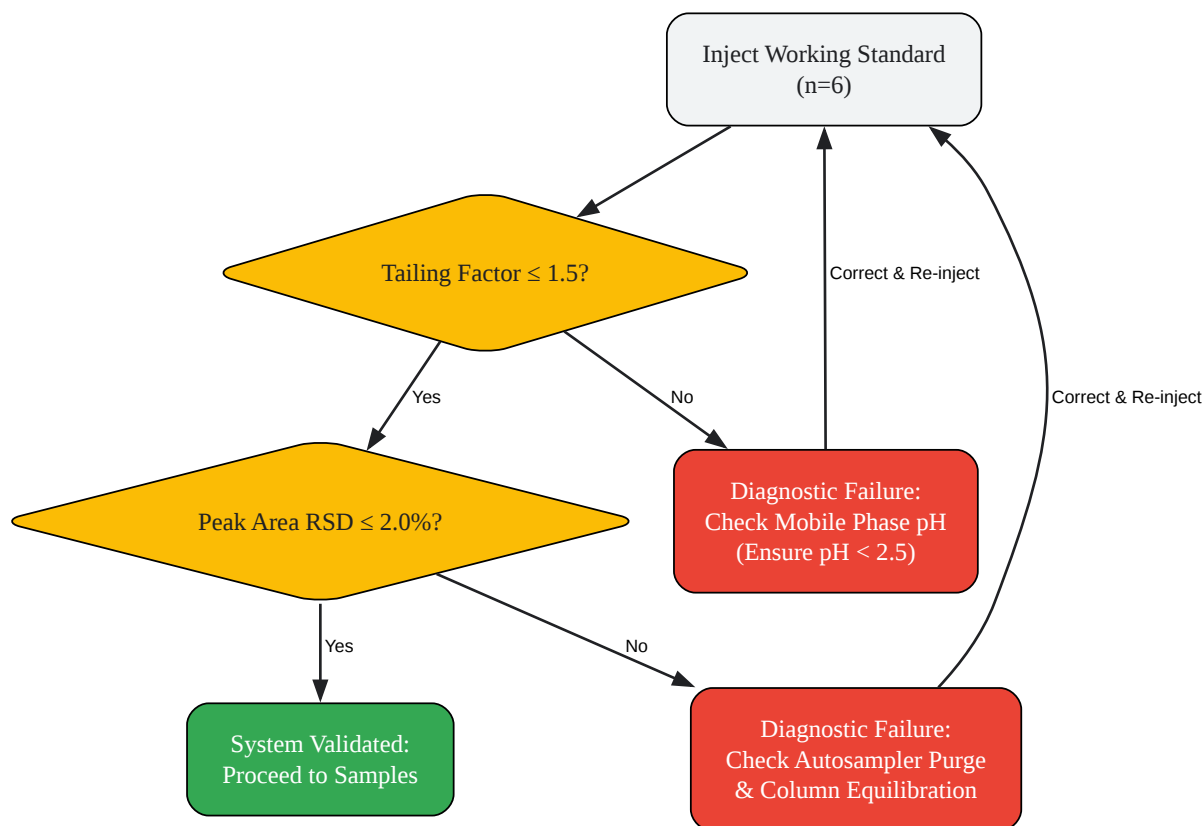 Inject Working Standard
(n=6)
Tailing Factor ≤ 1.5?
Correct & Re-inject
Yes
No
Correct & Re-inject
Peak Area RSD ≤ 2.0%?
Diagnostic Failure:
Check Mobile Phase pH
(Ensure pH < 2.5)
Yes
No
System Validated:
Proceed to Samples
Diagnostic Failure:
Check Autosampler Purge
& Column Equilibration